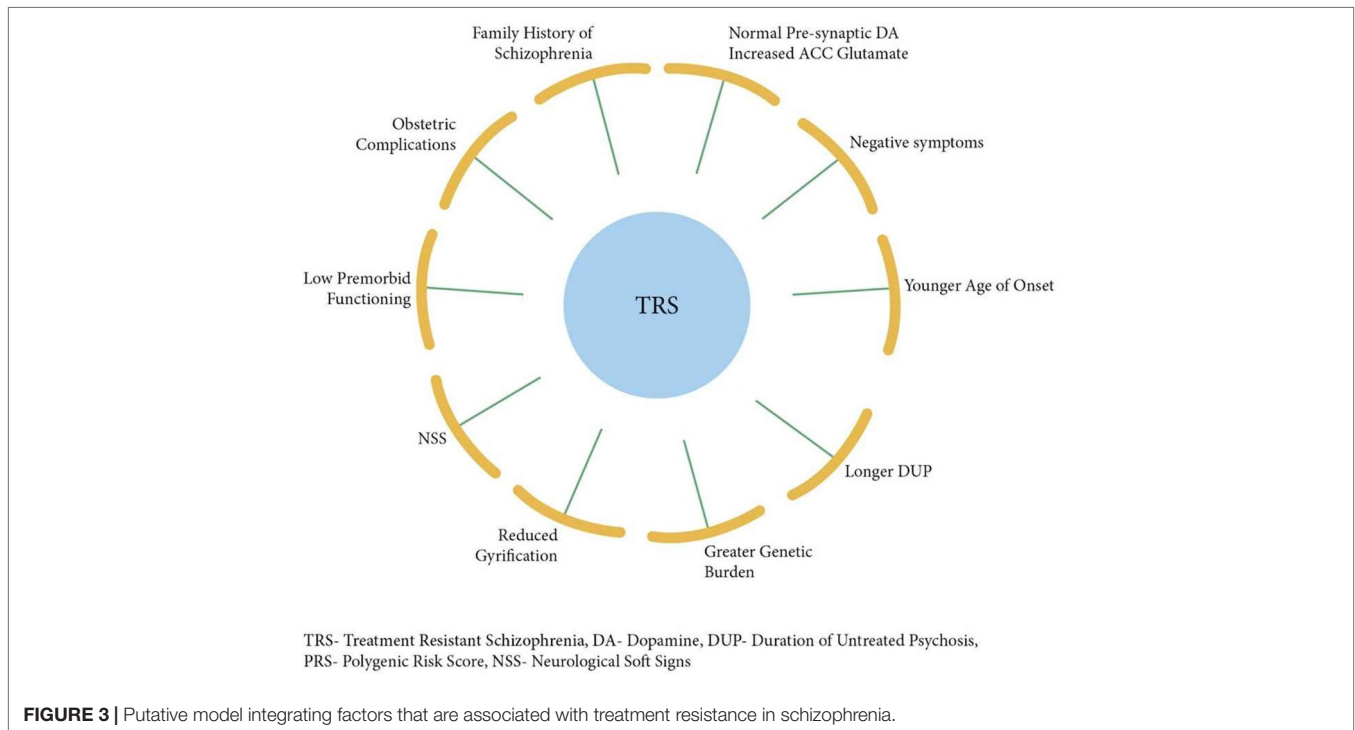 Family History of
Schizophrenia
Normal Pre-synaptic DA
Increased ACC Glutamate
Obstetric
Complications
Negative symptoms
Low Premorbid
Functioning
TRS
Younger Age of Onset
NSS
Longer DUP
Reduced
Gyrification
Greater Genetic
Burden
TRS- Treatment Resistant Schizophrenia, DA- Dopamine, DUP- Duration of Untreated Psychosis,
PRS- Polygenic Risk Score, NSS- Neurological Soft Signs
FIGURE 3 | Putative model integrating factors that are associated with treatment resistance in schizophrenia.